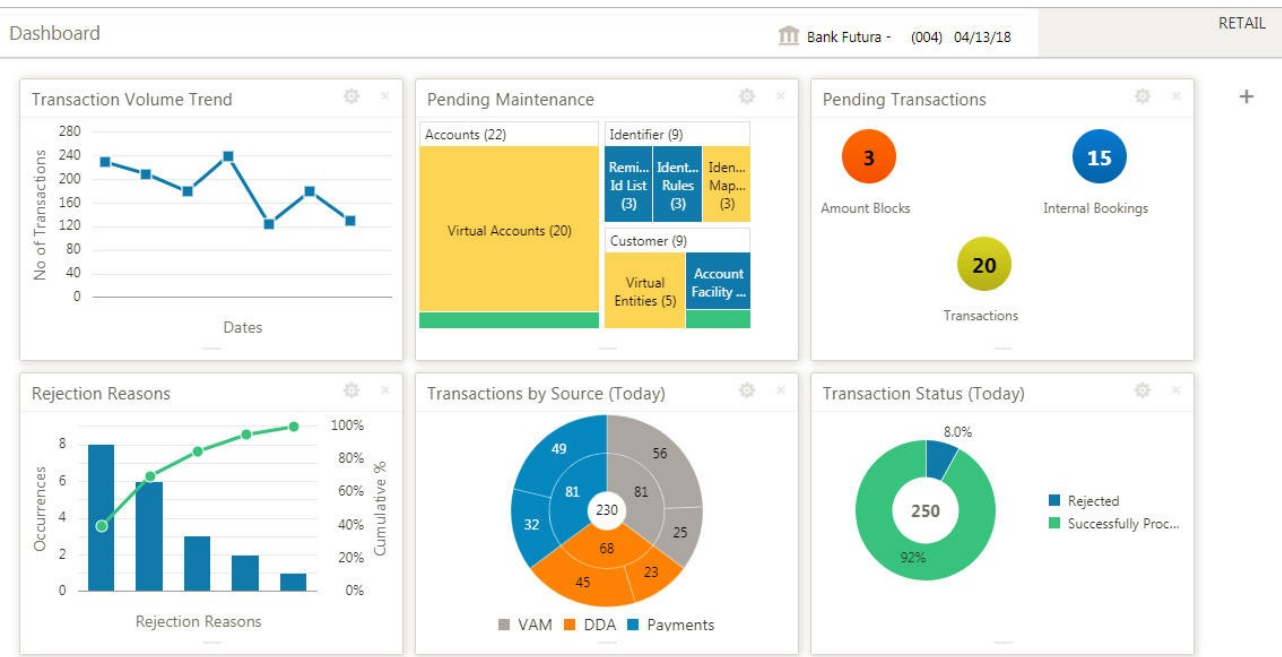 Dashboard
Bank Futura - (004) 04/13/18
RETAIL
Transaction Volume Trend
280
240
200
160
120
80
40
0
No of Transactions
Dates
Pending Maintenance
Accounts (22)
Virtual Accounts (20)
Identifier (9)
Remi...
Id List
(3)
Ident...
Rules
(3)
Iden...
Map...
(3)
Customer (9)
Virtual
Entities (5)
Account
Facility ...
Pending Transactions
3
Amount Blocks
15
Internal Bookings
20
Transactions
+
Rejection Reasons
8
6
4
2
0
Occurrences
100%
80%
60%
40%
20%
0%
Cumulative %
Rejection Reasons
Transactions by Source (Today)
49
56
81
81
230
32
25
68
45
23
VAM DDA Payments
Transaction Status (Today)
8.0%
250
92%
Rejected
Successfully Proc...